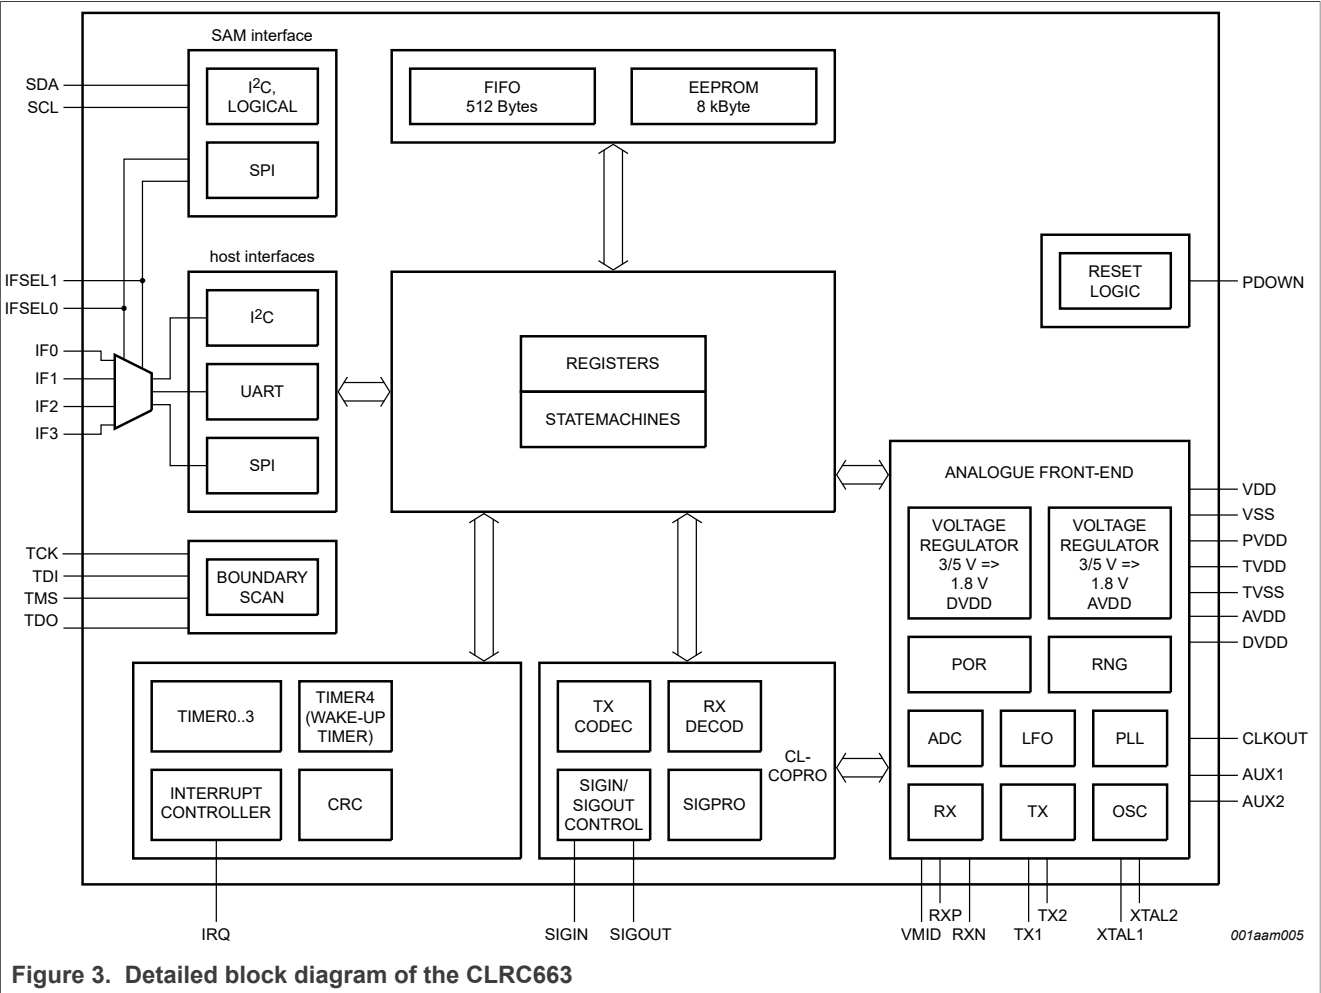 SAM interface
SDA
SCL
I2C,
LOGICAL
SPI
FIFO
512 Bytes
EEPROM
8 kByte
host interfaces
IFSEL1
IFSEL0
IF0
IF1
IF2
IF3
I2C
UART
SPI
REGISTERS
STATEMACHINES
RESET
LOGIC
PDOWN
TCK
TDI
TMS
TDO
BOUNDARY
SCAN
ANALOGUE FRONT-END
VOLTAGE
REGULATOR
3/5 V =>
1.8 V
DVDD
VOLTAGE
REGULATOR
3/5 V =>
1.8 V
AVDD
POR
RNG
ADC
LFO
PLL
RX
TX
OSC
VDD
VSS
PVDD
TVDD
TVSS
AVDD
DVDD
CLKOUT
AUX1
AUX2
TIMER0..3
TIMER4
(WAKE-UP
TIMER)
INTERRUPT
CONTROLLER
CRC
TX
CODEC
RX
DECOD
SIGIN/
SIGOUT
CONTROL
SIGPRO
CL-
COPRO
IRQ
SIGIN
SIGOUT
VMID
RXP
RXN
TX1
TX2
XTAL1
XTAL2
001aam005
Figure 3. Detailed block diagram of the CLRC663